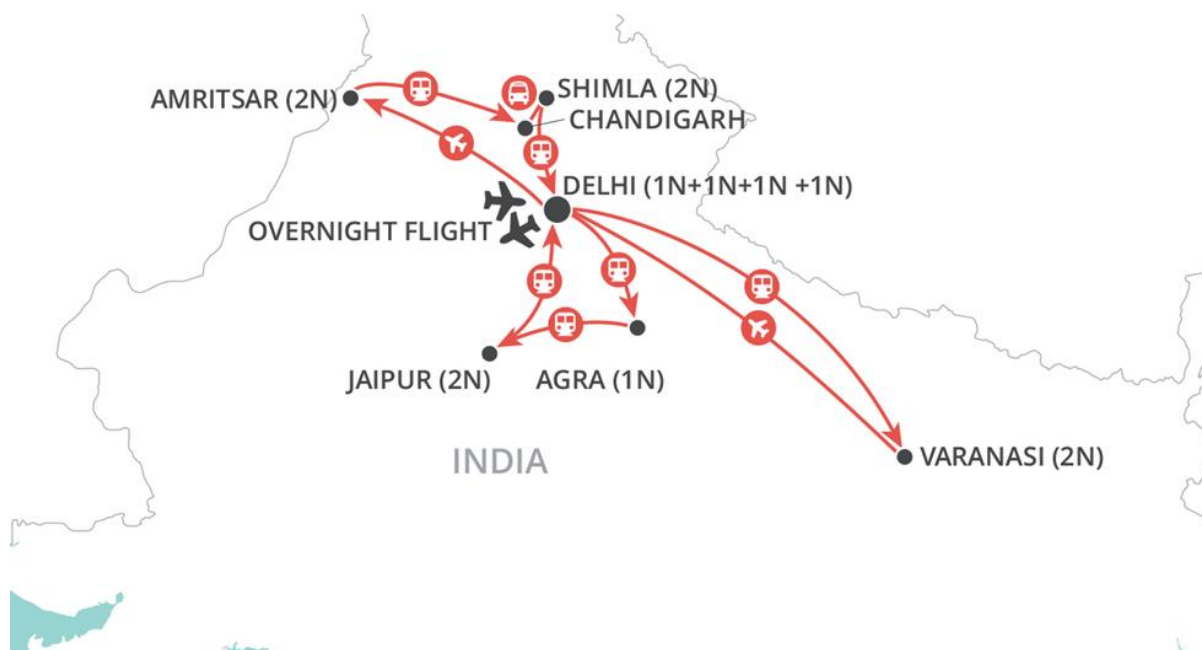 AMRITSAR (2N)
SHIMLA (2N)
CHANDIGARH
DELHI (1N+1N+1N +1N)
OVERNIGHT FLIGHT
JAIPUR (2N)
AGRA (1N)
INDIA
VARANASI (2N)